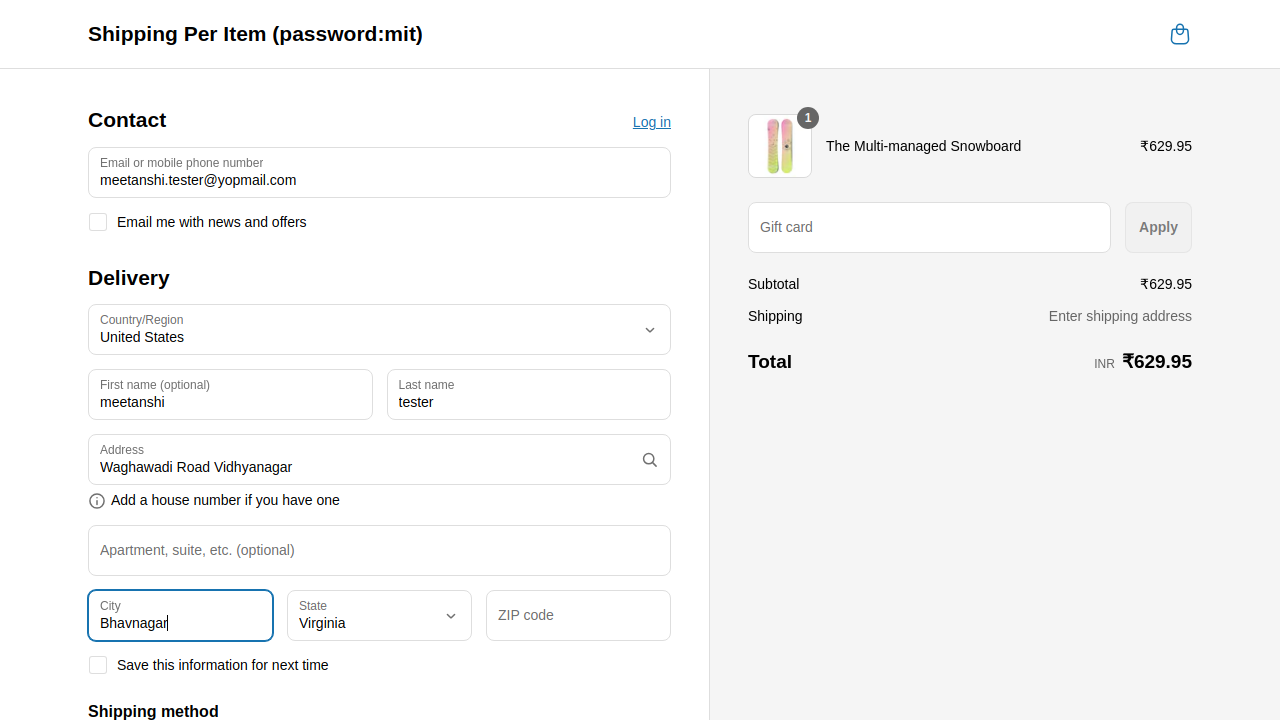 Shipping Per Item (password:mit)
Contact
Log in
Email or mobile phone number
meetanshi.tester@yopmail.com
Email me with news and offers
Delivery
Country/Region
United States
First name (optional)
meetanshi
Last name
tester
Address
Waghawadi Road Vidhyanagar
Add a house number if you have one
Apartment, suite, etc. (optional)
City
Bhavnagar
State
Virginia
ZIP code
Save this information for next time
Shipping method
1
The Multi-managed Snowboard
₹629.95
Gift card
Apply
Subtotal
₹629.95
Shipping
Enter shipping address
Total
INR ₹629.95